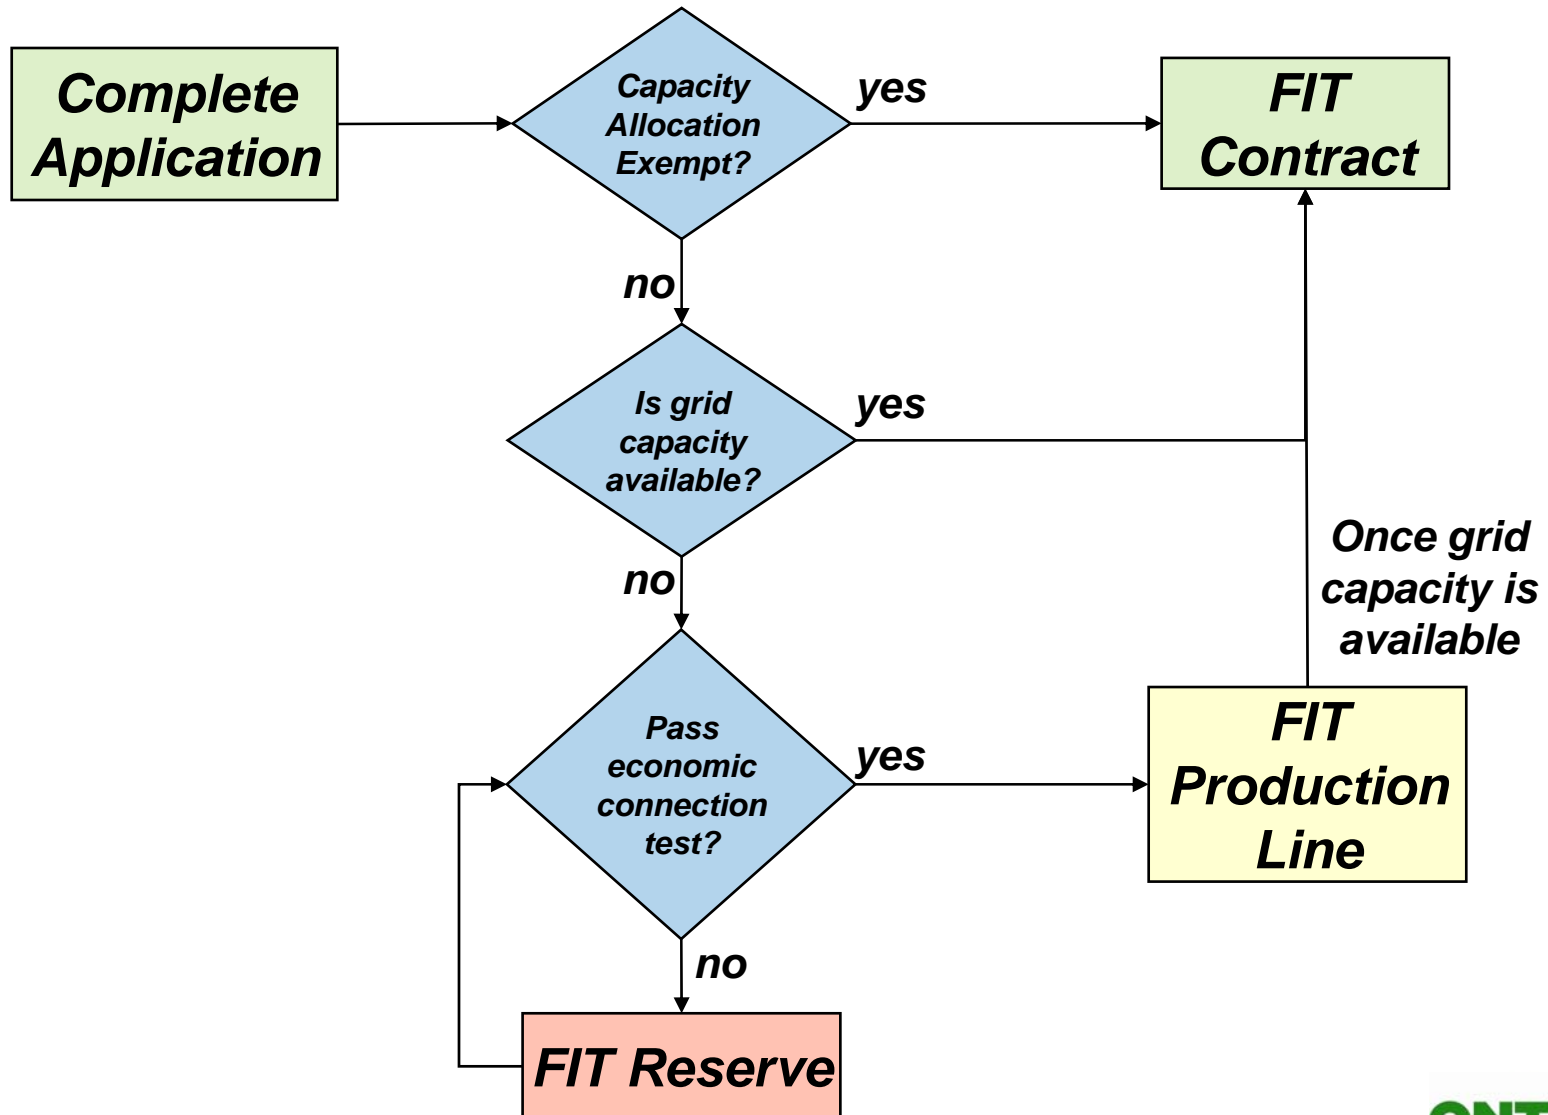 Complete
Application
Capacity
Allocation
Exempt?
yes
FIT
Contract
no
Is grid
capacity
available?
yes
no
Once grid
capacity is
available
Pass
economic
connection
test?
yes
FIT
Production
Line
no
FIT Reserve